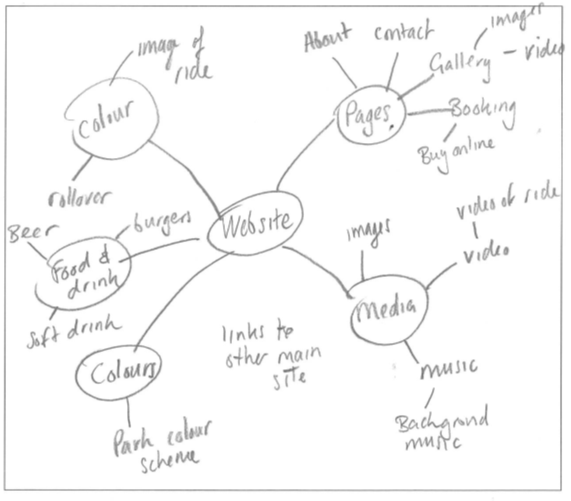 image of
ride
Colour
rollover
About
contact
images
Gallery - video
Pages
Booking
Buy online
Website
Beer
burgers
Food &
drink
Soft drink
images
video of ride
video
Media
music
Backgrond
music
links to
other main
site
Colours
Park colour
scheme